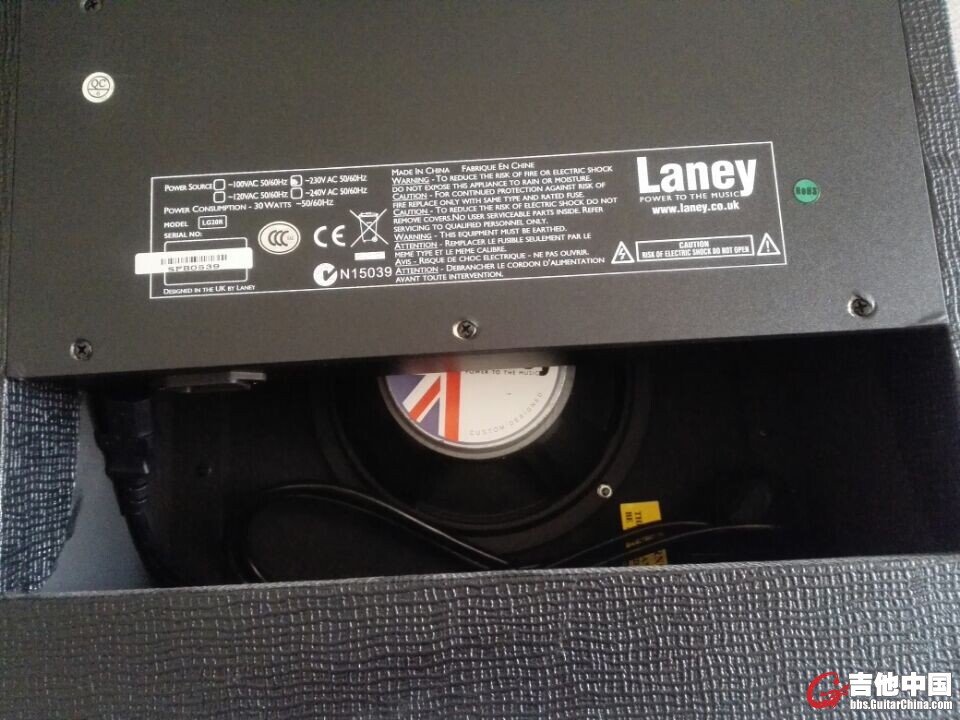 QC
6
POWER SOURCE ~100VAC 50/60Hz ~230V AC 50/60Hz
~120VAC 50/60Hz ~240V AC 50/60Hz
POWER CONSUMPTION - 30 WATTS ~50/60Hz
MODEL LG20R
SERIAL NO:
SFB0539
DESIGNED IN THE UK BY LANEY
CCC
CE
N15039
MADE IN CHINA FABRIQUE EN CHINE
WARNING - TO REDUCE THE RISK OF FIRE OR ELECTRIC SHOCK
DO NOT EXPOSE THIS APPLIANCE TO RAIN OR MOISTURE.
CAUTION - FOR CONTINUED PROTECTION AGAINST RISK OF
FIRE REPLACE ONLY WITH SAME TYPE AND RATED FUSE.
CAUTION - TO REDUCE THE RISK OF ELECTRIC SHOCK DO NOT
REMOVE COVERS.NO USER SERVICEABLE PARTS INSIDE. REFER
SERVICING TO QUALIFIED PERSONNEL ONLY.
WARNING - THIS EQUIPMENT MUST BE EARTHED.
ATTENTION - REMPLACER LE FUSIBLE SEULEMENT PAR LE
MEME TYPE ET LE MEME CALIBRE.
AVIS - RISQUE DE CHOC ELECTRIQUE - NE PAS OUVRIR.
ATTENTION - DEBRANCHER LE CORDON D'ALIMENTATION
AVANT TOUTE INTERVENTION.
Laney
POWER TO THE MUSIC
www.laney.co.uk
CAUTION
RISK OF ELECTRIC SHOCK DO NOT OPEN
RoHS
POWER TO THE MUSIC
CUSTOM DESIGNED
吉他中国
bbs.GuitarChina.com